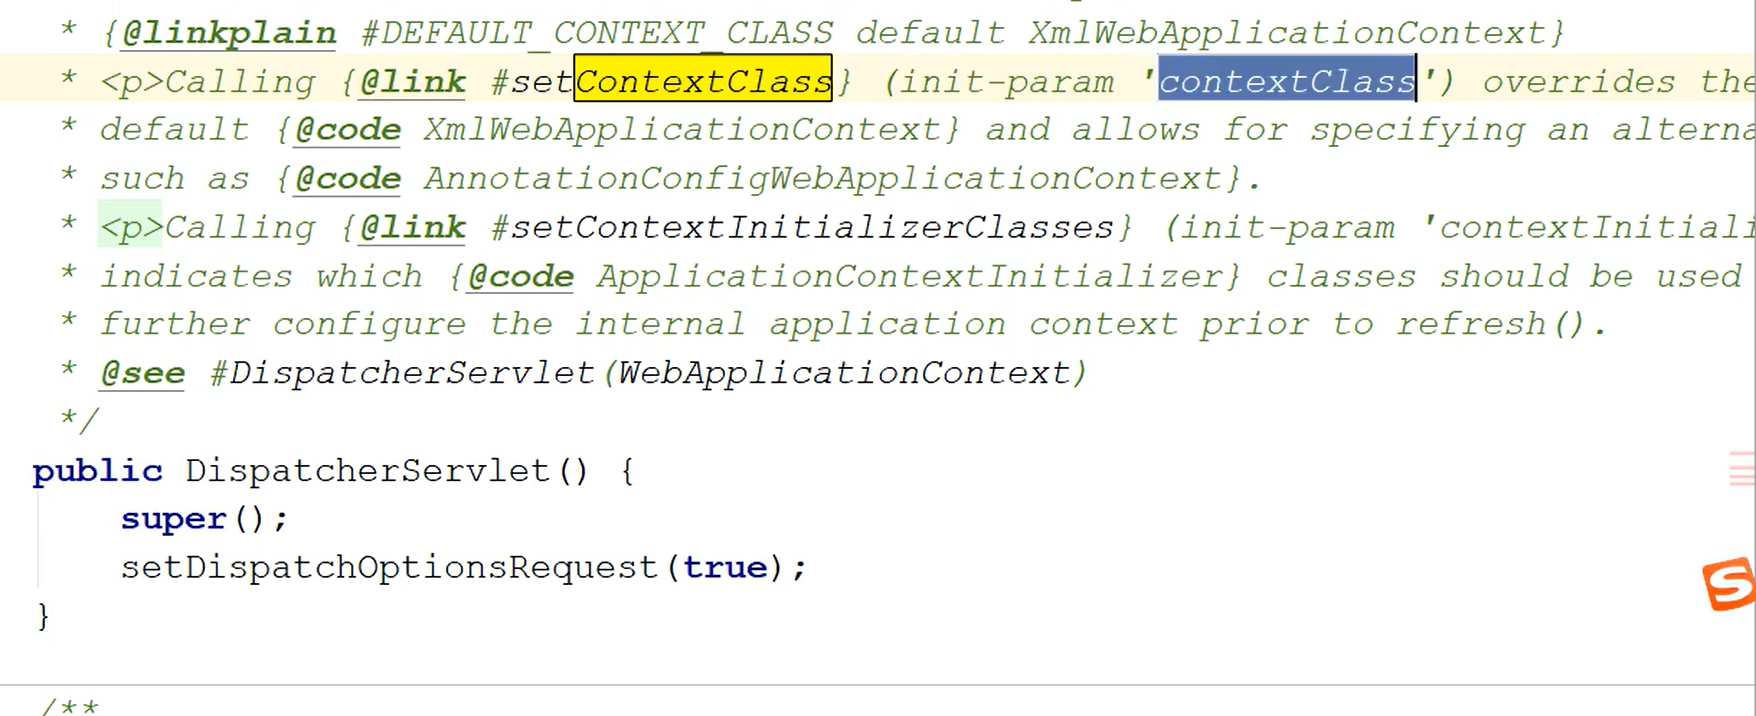 * {@linkplain #DEFAULT_CONTEXT_CLASS default XmlWebApplicationContext}
* <p>Calling {@link #setContextClass} (init-param 'contextClass') overrides the
* default {@code XmlWebApplicationContext} and allows for specifying an
* such as {@code AnnotationConfigWebApplicationContext}.
* <p>Calling {@link #setContextInitializerClasses} (init-param
* indicates which {@code ApplicationContextInitializer} classes should be used
* further configure the internal application context prior to refresh().
* @see #DispatcherServlet(WebApplicationContext)
*/
public DispatcherServlet() {
super();
setDispatchOptionsRequest(true);
}
/**